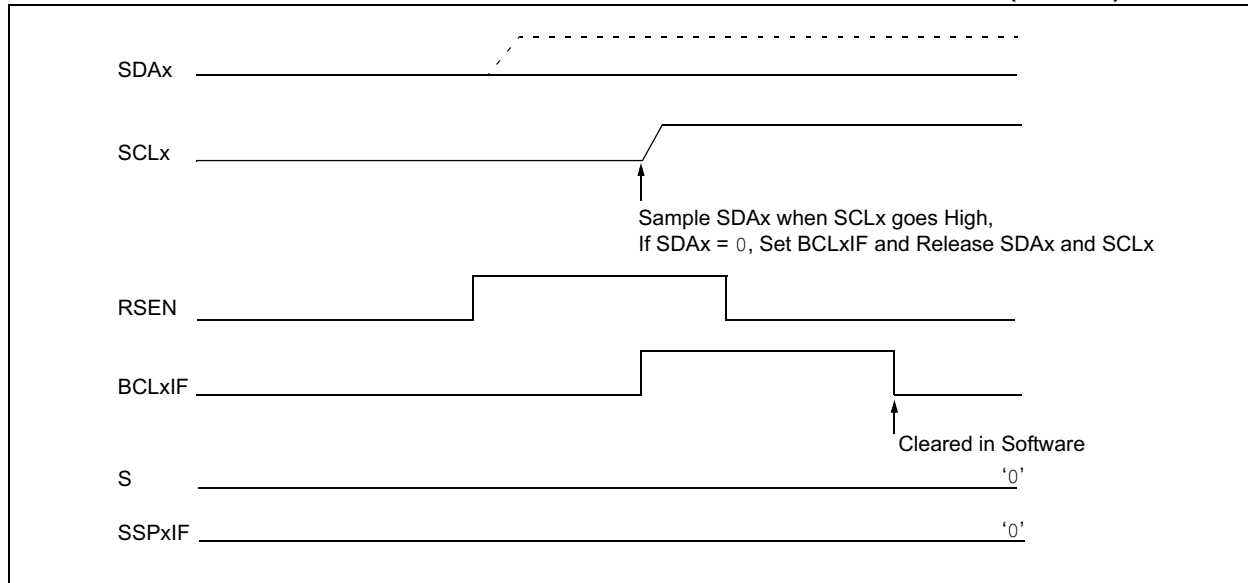 SDAx
SCLx
Sample SDAx when SCLx goes High,
If SDAx = 0, Set BCLxIF and Release SDAx and SCLx
RSEN
BCLxIF
Cleared in Software
S
‘0’
SSPxIF
‘0’